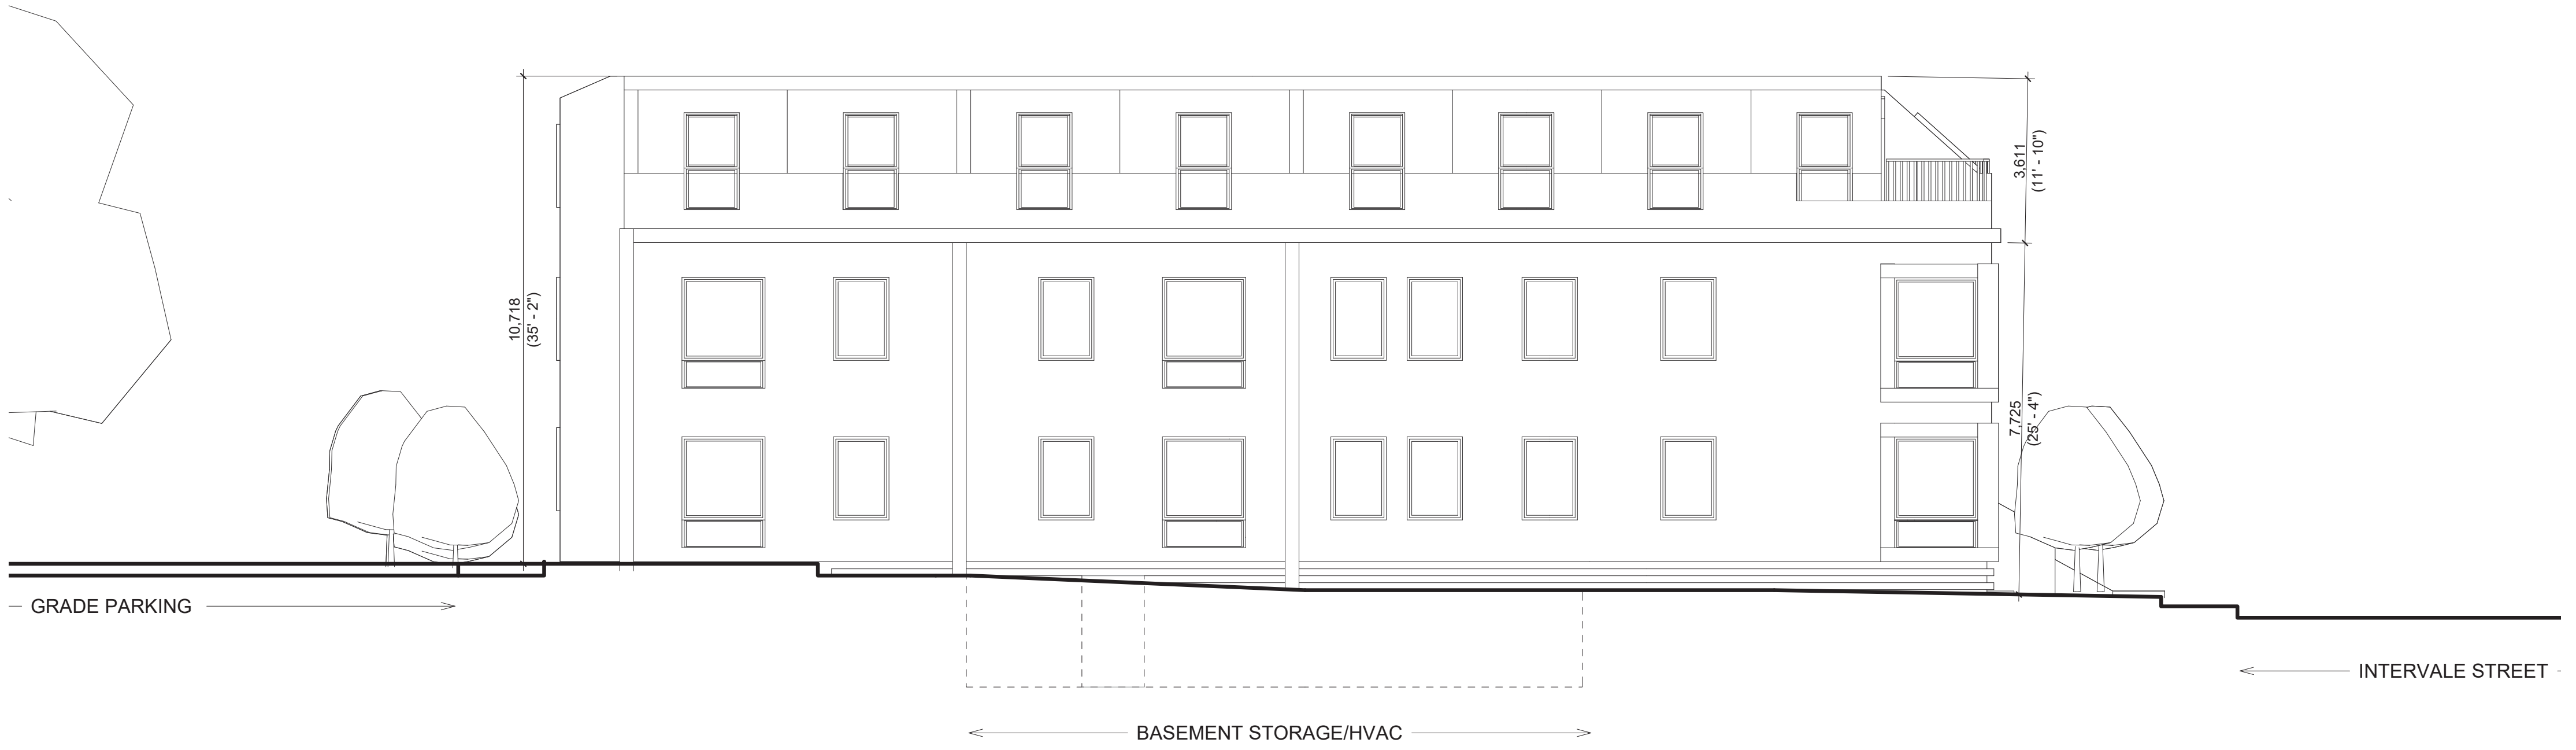 3,611
(11' - 10")
10,718
(35' - 2")
7,725
(25' - 4")
GRADE PARKING
INTERVALE STREET
BASEMENT STORAGE/HVAC